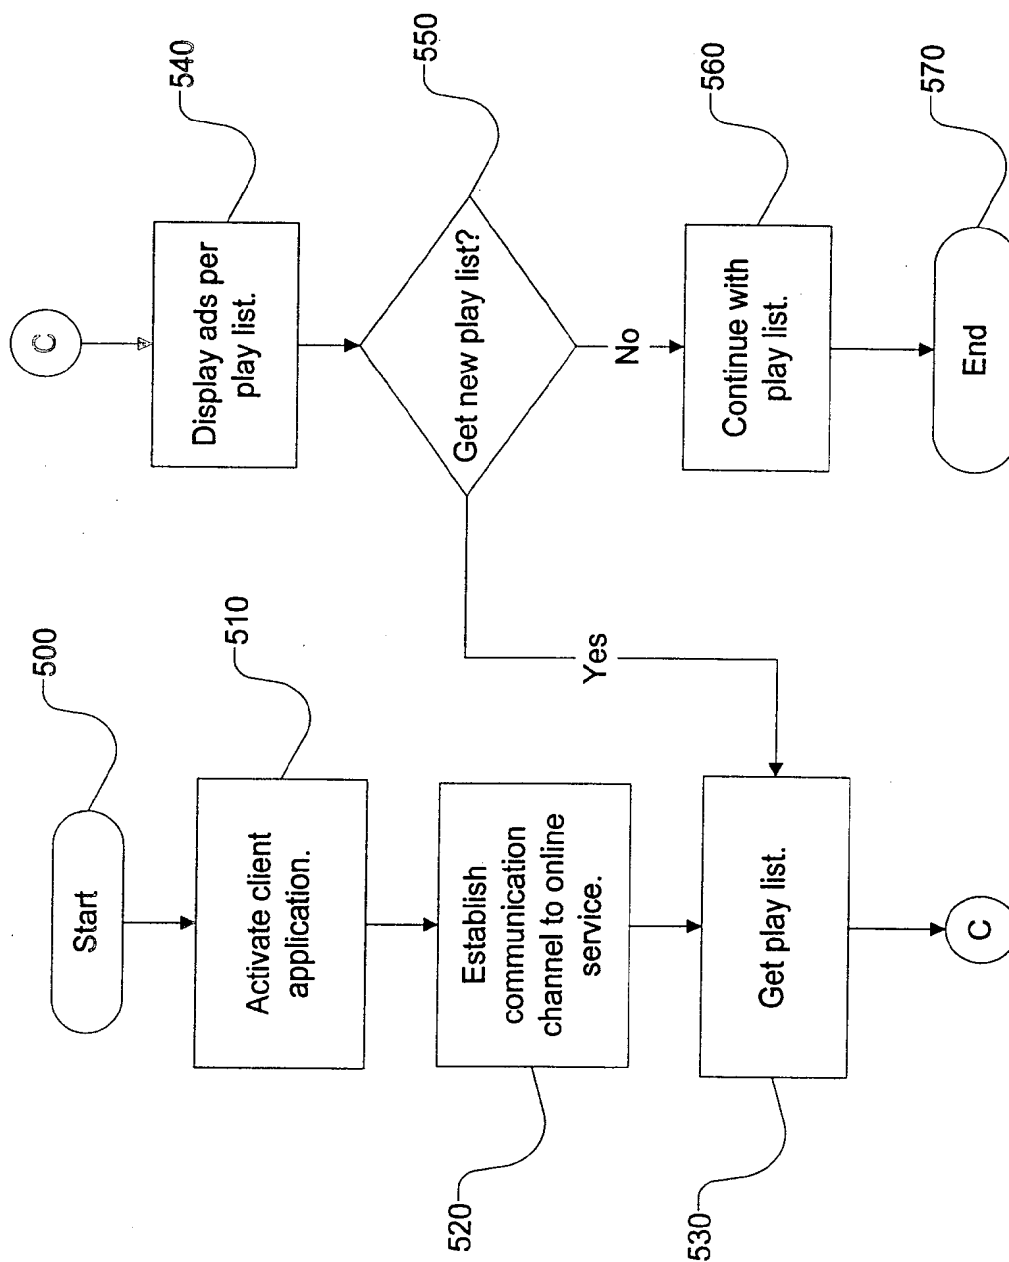 Start
500
Activate client
application.
510
Establish
communication
channel to online
service.
520
Get play list.
530
C
C
Display ads per
play list.
540
Get new play list?
550
Yes
No
Continue with
play list.
560
End
570